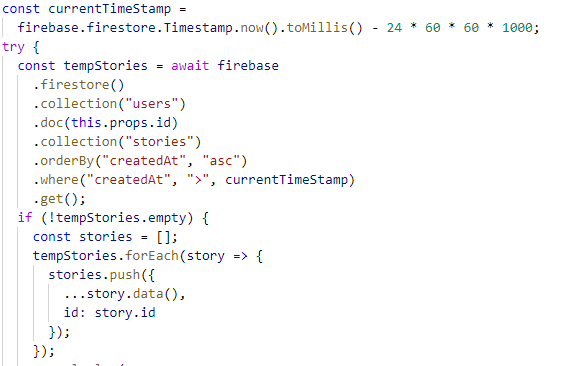 const currentTimeStamp =
firebase.firestore.Timestamp.now().toMillis() - 24 * 60 * 60 * 1000;
try {
const tempStories = await firebase
.firestore()
.collection("users")
.doc(this.props.id)
.collection("stories")
.orderBy("createdAt", "asc")
.where("createdAt", ">", currentTimeStamp)
.get();
if (!tempStories.empty) {
const stories = [];
tempStories.forEach(story => {
stories.push({
...story.data(),
id: story.id
});
});